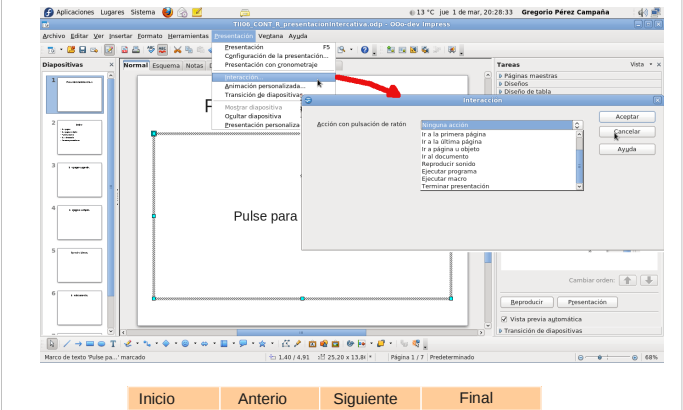 Aplicaciones Lugares Sistema 13 °C jue 1 de mar, 20:28:33 Gregorio Pérez Campaña
TII06_CONT_R_presentacionIntercativa.odp - OOo-dev Impress
Archivo Editar Ver Insertar Formato Herramientas Presentación Ventana Ayuda
Presentación F5
Configuración de la presentación...
Presentación con cronometraje
Interacción...
Animación personalizada...
Transición de diapositivas
Mostrar diapositiva
Ocultar diapositiva
Presentación personaliza
Diapositivas ×
Normal Esquema Notas
Tareas Vista ×
Páginas maestras
Diseños
Diseño de tabla
1
2
3
4
5
6
P
Pulse para
Interacción
Acción con pulsación de ratón
Ninguna acción
Ir a la primera página
Ir a la última página
Ir a página u objeto
Ir al documento
Reproducir sonido
Ejecutar programa
Ejecutar macro
Terminar presentación
Aceptar
Cancelar
Ayuda
Cambiar orden:
Reproducir Presentación
Vista previa automática
Transición de diapositivas
Marco de texto 'Pulse pa...' marcado 1,40 / 4,91 25,20 x 13,8 * Página 1 / 7 Predeterminado 68%
Inicio Anterio Siguiente Final